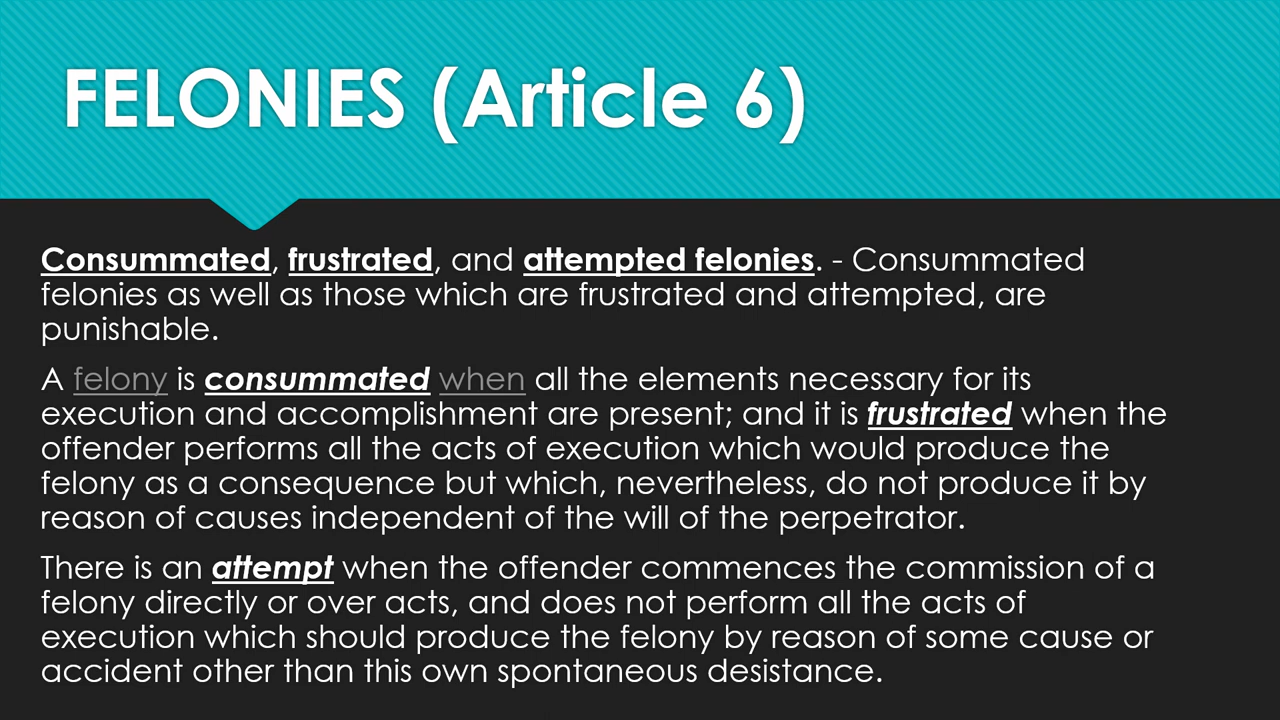 FELONIES (Article 6)
Consummated, frustrated, and attempted felonies. - Consummated
felonies as well as those which are frustrated and attempted, are
punishable.
A felony is consummated when all the elements necessary for its
execution and accomplishment are present; and it is frustrated when the
offender performs all the acts of execution which would produce the
felony as a consequence but which, nevertheless, do not produce it by
reason of causes independent of the will of the perpetrator.
There is an attempt when the offender commences the commission of a
felony directly or over acts, and does not perform all the acts of
execution which should produce the felony by reason of some cause or
accident other than this own spontaneous desistance.